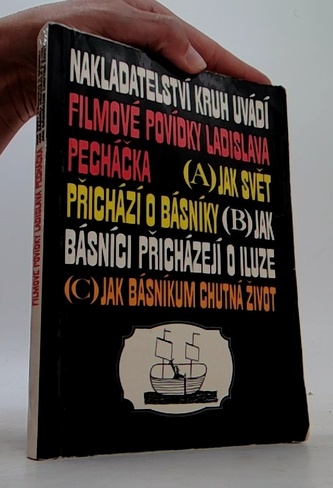 NAKLADATELSTVÍ KRUH UVÁDÍ
FILMOVÉ POVÍDKY LADISLAVA
PECHÁČKA (A) JAK SVĚT
PŘICHÁZÍ O BÁSNÍKY (B) JAK
BÁSNÍCI PŘICHÁZEJÍ O ILUZE
(C) JAK BÁSNÍKUM CHUTNÁ ŽIVOT
FILMOVÉ POVÍDKY LADISLAVA PECHÁČKA